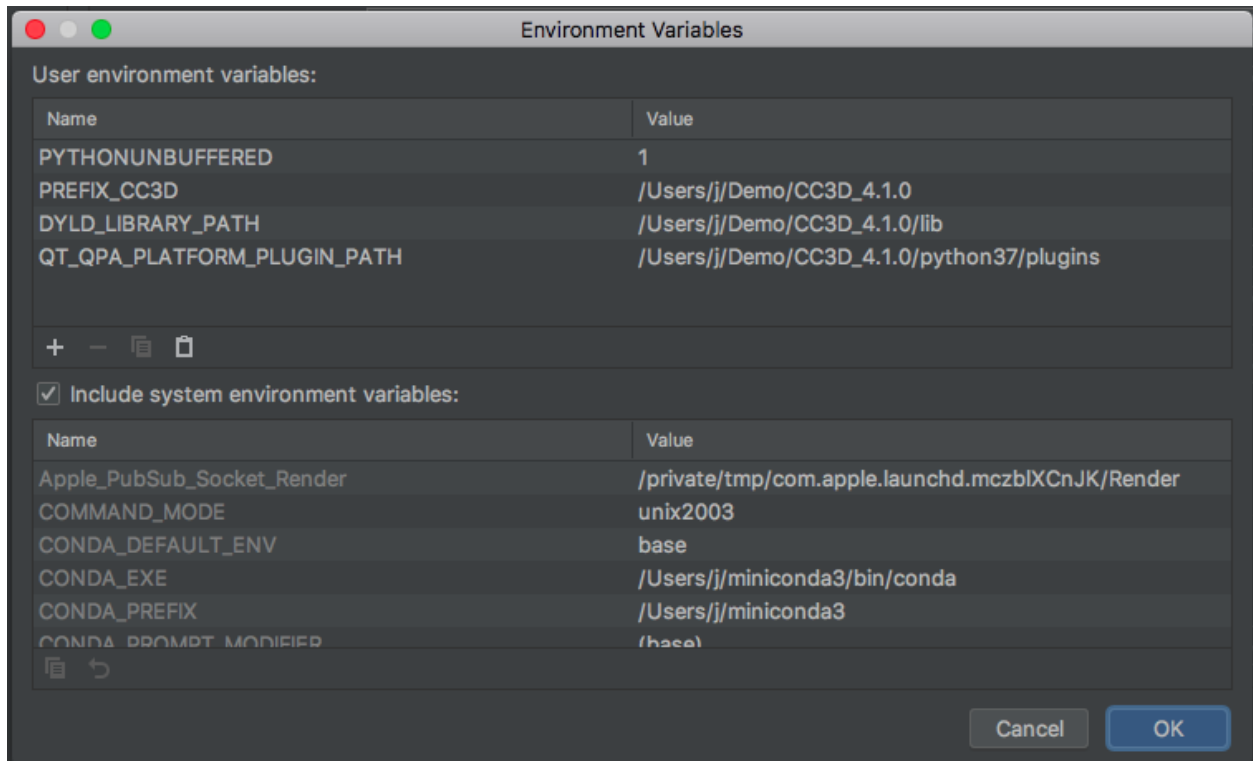 Environment Variables
User environment variables:
Name Value
PYTHONUNBUFFERED 1
PREFIX_CC3D /Users/j/Demo/CC3D_4.1.0
DYLD_LIBRARY_PATH /Users/j/Demo/CC3D_4.1.0/lib
QT_QPA_PLATFORM_PLUGIN_PATH /Users/j/Demo/CC3D_4.1.0/python37/plugins
Include system environment variables:
Name Value
Apple_PubSub_Socket_Render /private/tmp/com.apple.launchd.mczblXCnJK/Render
COMMAND_MODE unix2003
CONDA_DEFAULT_ENV base
CONDA_EXE /Users/j/miniconda3/bin/conda
CONDA_PREFIX /Users/j/miniconda3
CONDA_PROMPT_MODIFIER (base)
Cancel OK